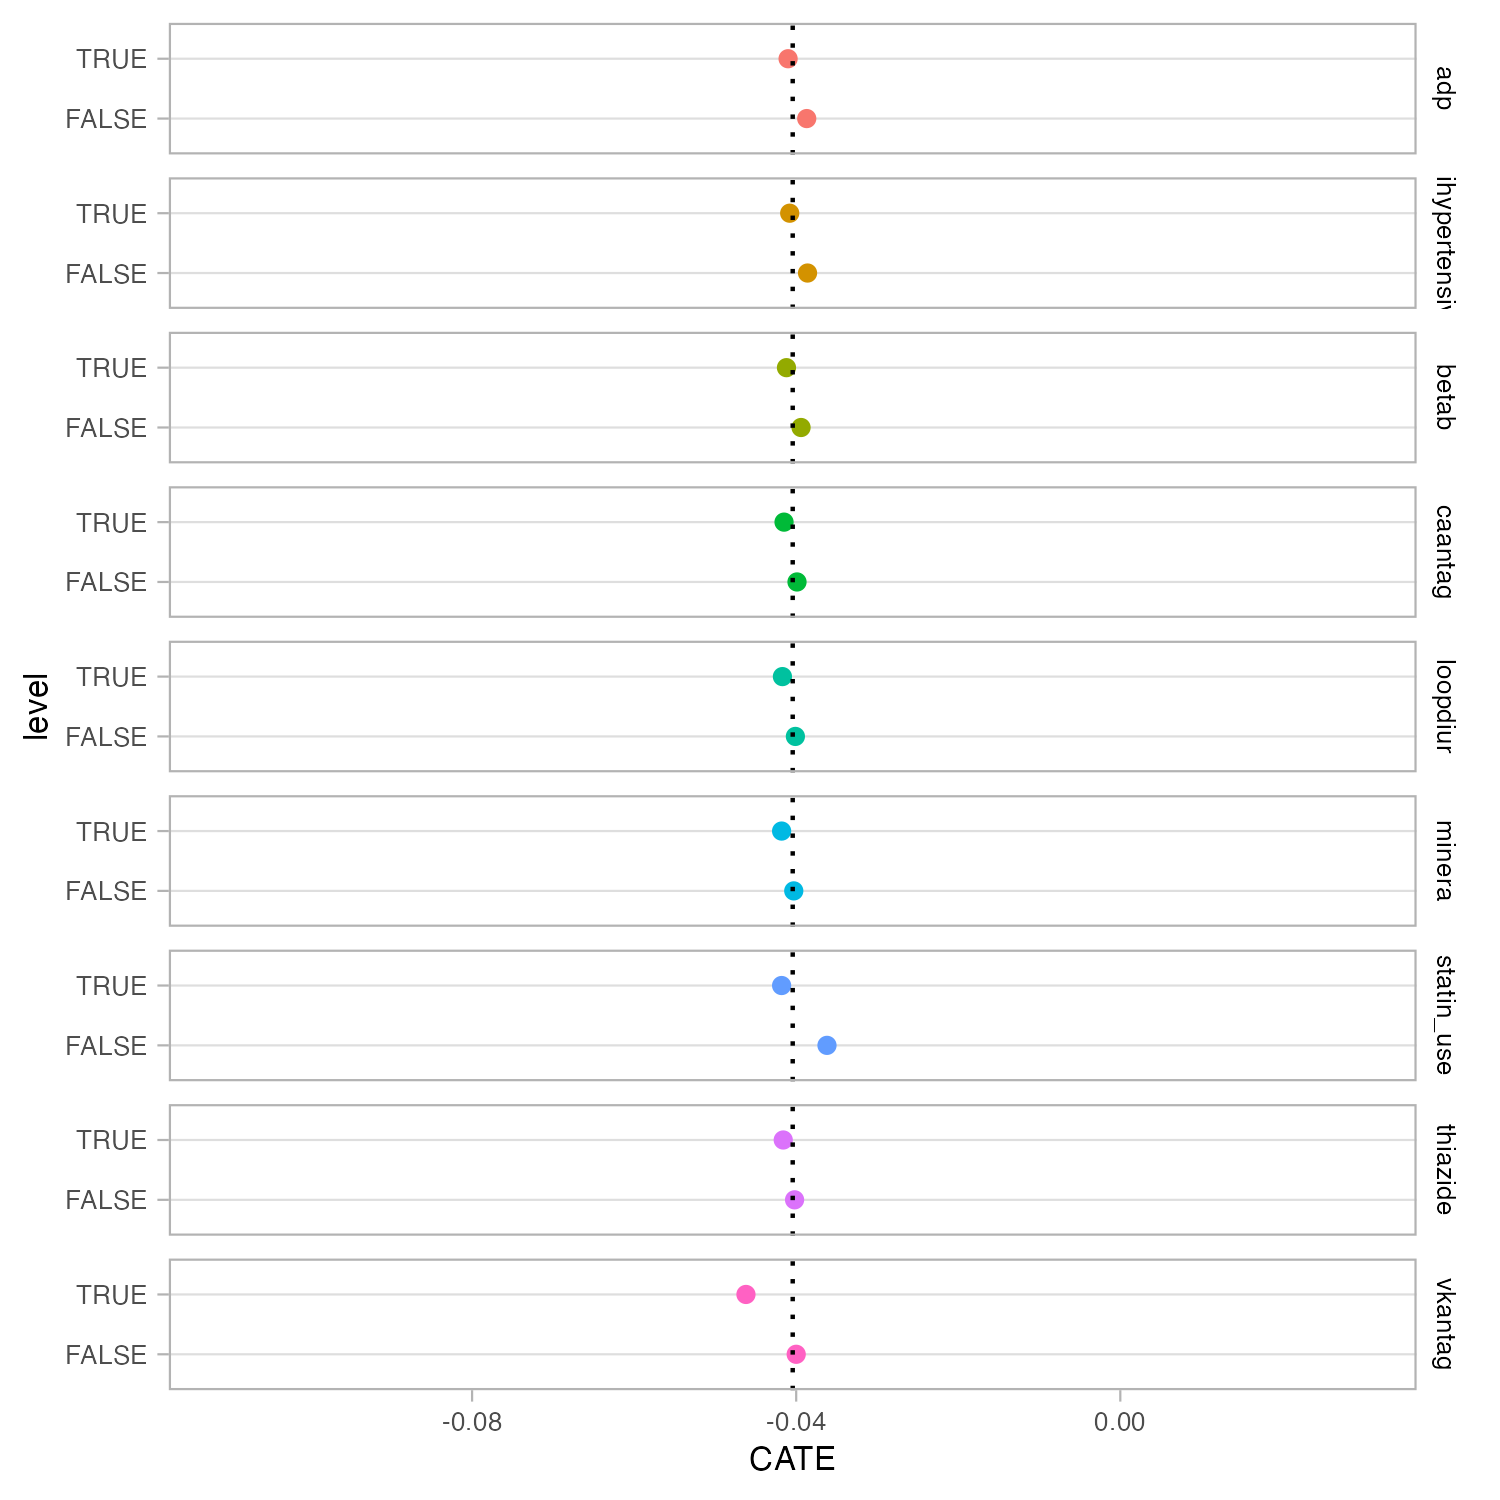 TRUE
FALSE
adp
TRUE
FALSE
ihypertensiv
TRUE
FALSE
betab
TRUE
FALSE
caantag
TRUE
FALSE
loopdiur
level
TRUE
FALSE
minera
TRUE
FALSE
statin_use
TRUE
FALSE
thiazide
TRUE
FALSE
vkantag
-0.08 -0.04 0.00
CATE